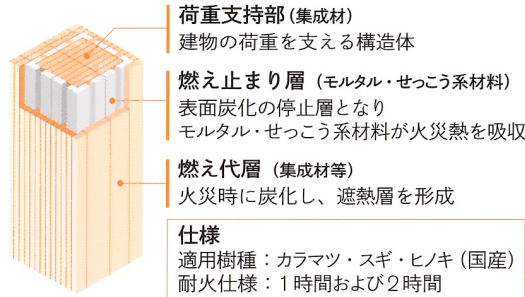 荷重支持部(集成材)
建物の荷重を支える構造体
燃え止まり層(モルタル・せっこう系材料)
表面炭化の停止層となり
モルタル・せっこう系材料が火災熱を吸収
燃え代層(集成材等)
火災時に炭化し、遮熱層を形成
仕様
適用樹種:カラマツ・スギ・ヒノキ(国産)
耐火仕様:1時間および2時間